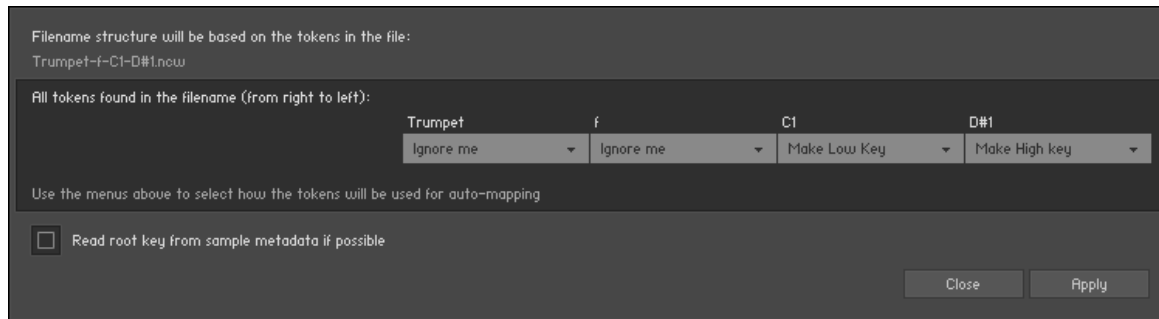 Filename structure will be based on the tokens in the file:
Trumpet-f-C1-D#1.ncw
All tokens found in the filename (from right to left):
Trumpet f C1 D#1
Ignore me Ignore me Make Low Key Make High key
Use the menus above to select how the tokens will be used for auto-mapping
Read root key from sample metadata if possible
Close Apply